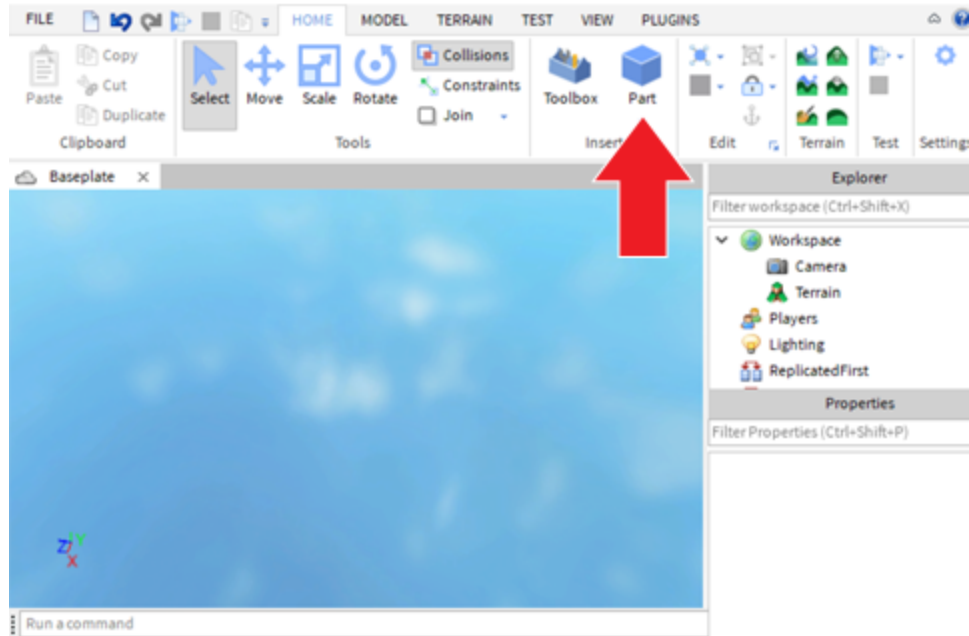 FILE HOME MODEL TERRAIN TEST VIEW PLUGINS
Paste
Copy
Cut
Duplicate
Clipboard
Select Move Scale Rotate
Collisions
Constraints
Join
Tools
Toolbox Part
Insert
Edit
Terrain
Test
Settings
Baseplate
Explorer
Filter workspace (Ctrl+Shift+X)
Workspace
Camera
Terrain
Players
Lighting
ReplicatedFirst
Properties
Filter Properties (Ctrl+Shift+P)
Z Y
X
Run a command